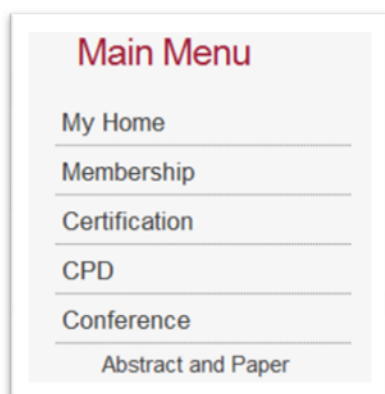 Main Menu
My Home
Membership
Certification
CPD
Conference
Abstract and Paper